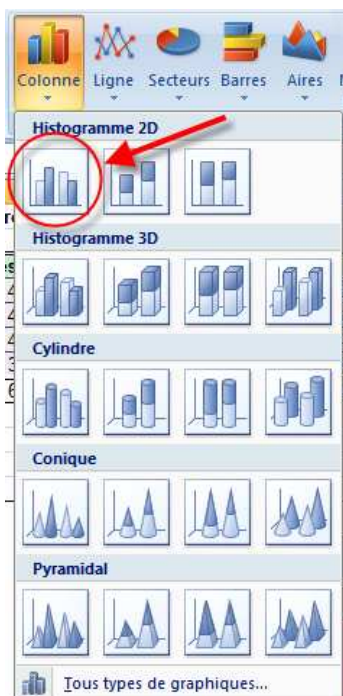 Colonne Ligne Secteurs Barres Aires
Histogramme 2D
Histogramme 3D
Cylindre
Conique
Pyramidal
Tous types de graphiques...